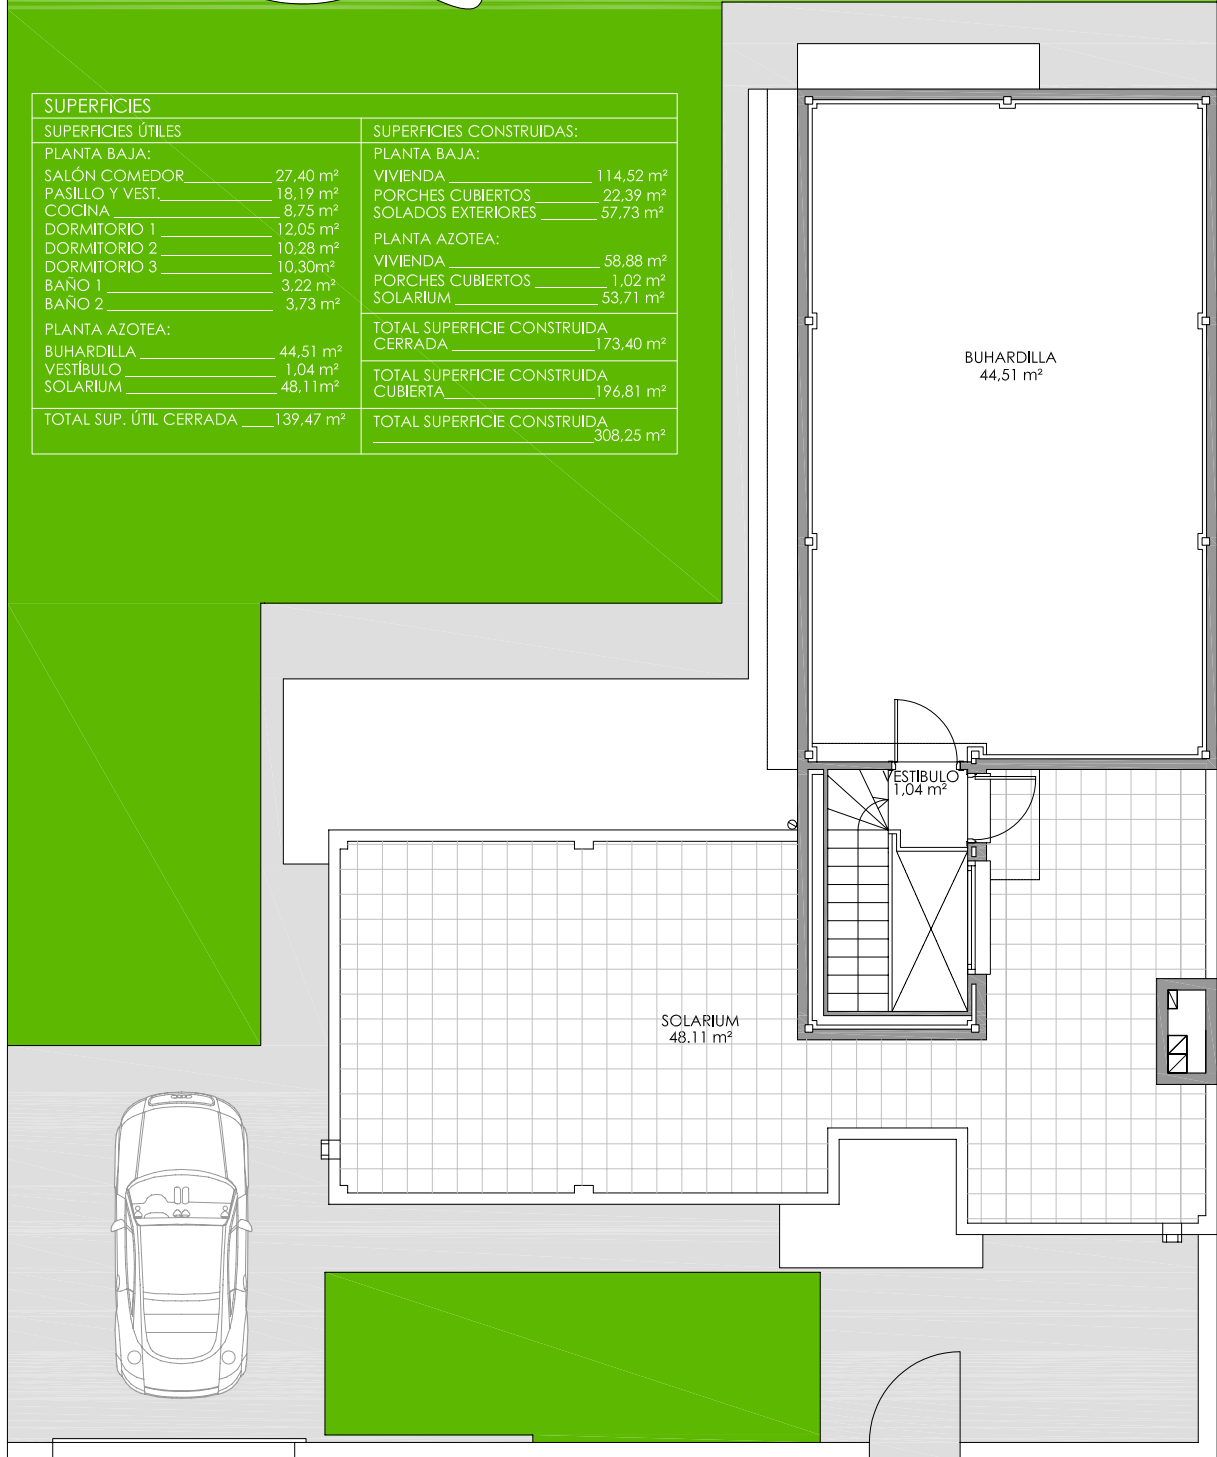 SUPERFICIES
SUPERFICIES ÚTILES
PLANTA BAJA:
SALÓN COMEDOR 27,40 m²
PASILLO Y VEST. 18,19 m²
COCINA 8,75 m²
DORMITORIO 1 12,05 m²
DORMITORIO 2 10,28 m²
DORMITORIO 3 10,30m²
BAÑO 1 3,22 m²
BAÑO 2 3,73 m²
PLANTA AZOTEA:
BUHARDILLA 44,51 m²
VESTÍBULO 1,04 m²
SOLARIUM 48,11m²
TOTAL SUP. ÚTIL CERRADA 139,47 m²
SUPERFICIES CONSTRUIDAS:
PLANTA BAJA:
VIVIENDA 114,52 m²
PORCHES CUBIERTOS 22,39 m²
SOLADOS EXTERIORES 57,73 m²
PLANTA AZOTEA:
VIVIENDA 58,88 m²
PORCHES CUBIERTOS 1,02 m²
SOLARIUM 53,71 m²
TOTAL SUPERFICIE CONSTRUIDA
CERRADA 173,40 m²
TOTAL SUPERFICIE CONSTRUIDA
CUBIERTA 196,81 m²
TOTAL SUPERFICIE CONSTRUIDA
308,25 m²
BUHARDILLA
44,51 m²
VESTIBULO
1,04 m²
SOLARIUM
48.11 m²